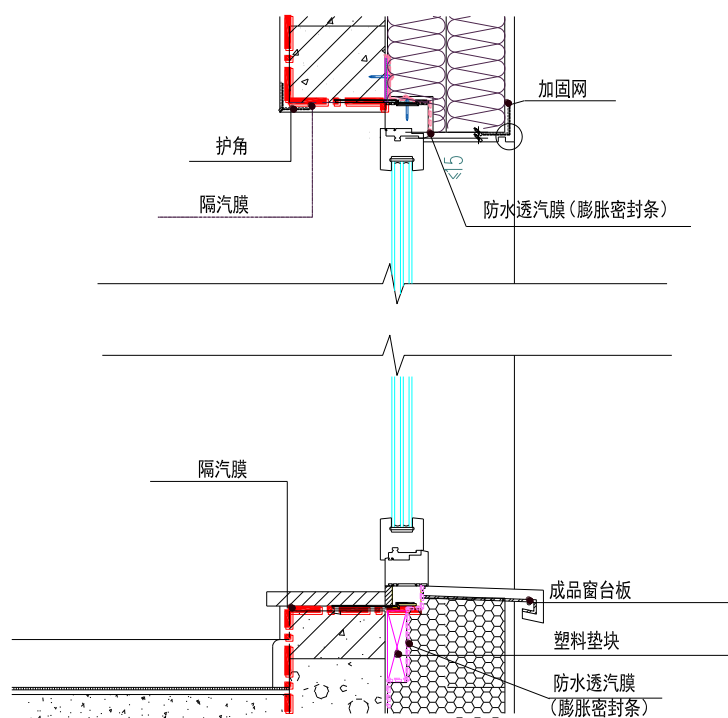 加固网
护角
≤15
隔汽膜
防水透汽膜（膨胀密封条）
隔汽膜
成品窗台板
塑料垫块
防水透汽膜
（膨胀密封条）